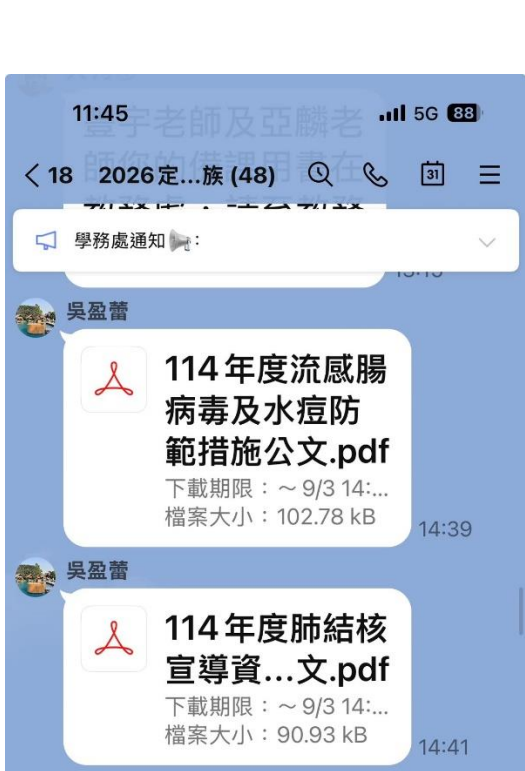 11:45
5G 88
18 2026定...族 (48)
31
學務處通知:
吳盈蕾
114年度流感腸
病毒及水痘防
範措施公文.pdf
下載期限:~ 9/3 14:...
檔案大小:102.78 kB
14:39
吳盈蕾
114年度肺結核
宣導資...文.pdf
下載期限:~ 9/3 14:...
檔案大小:90.93 kB
14:41